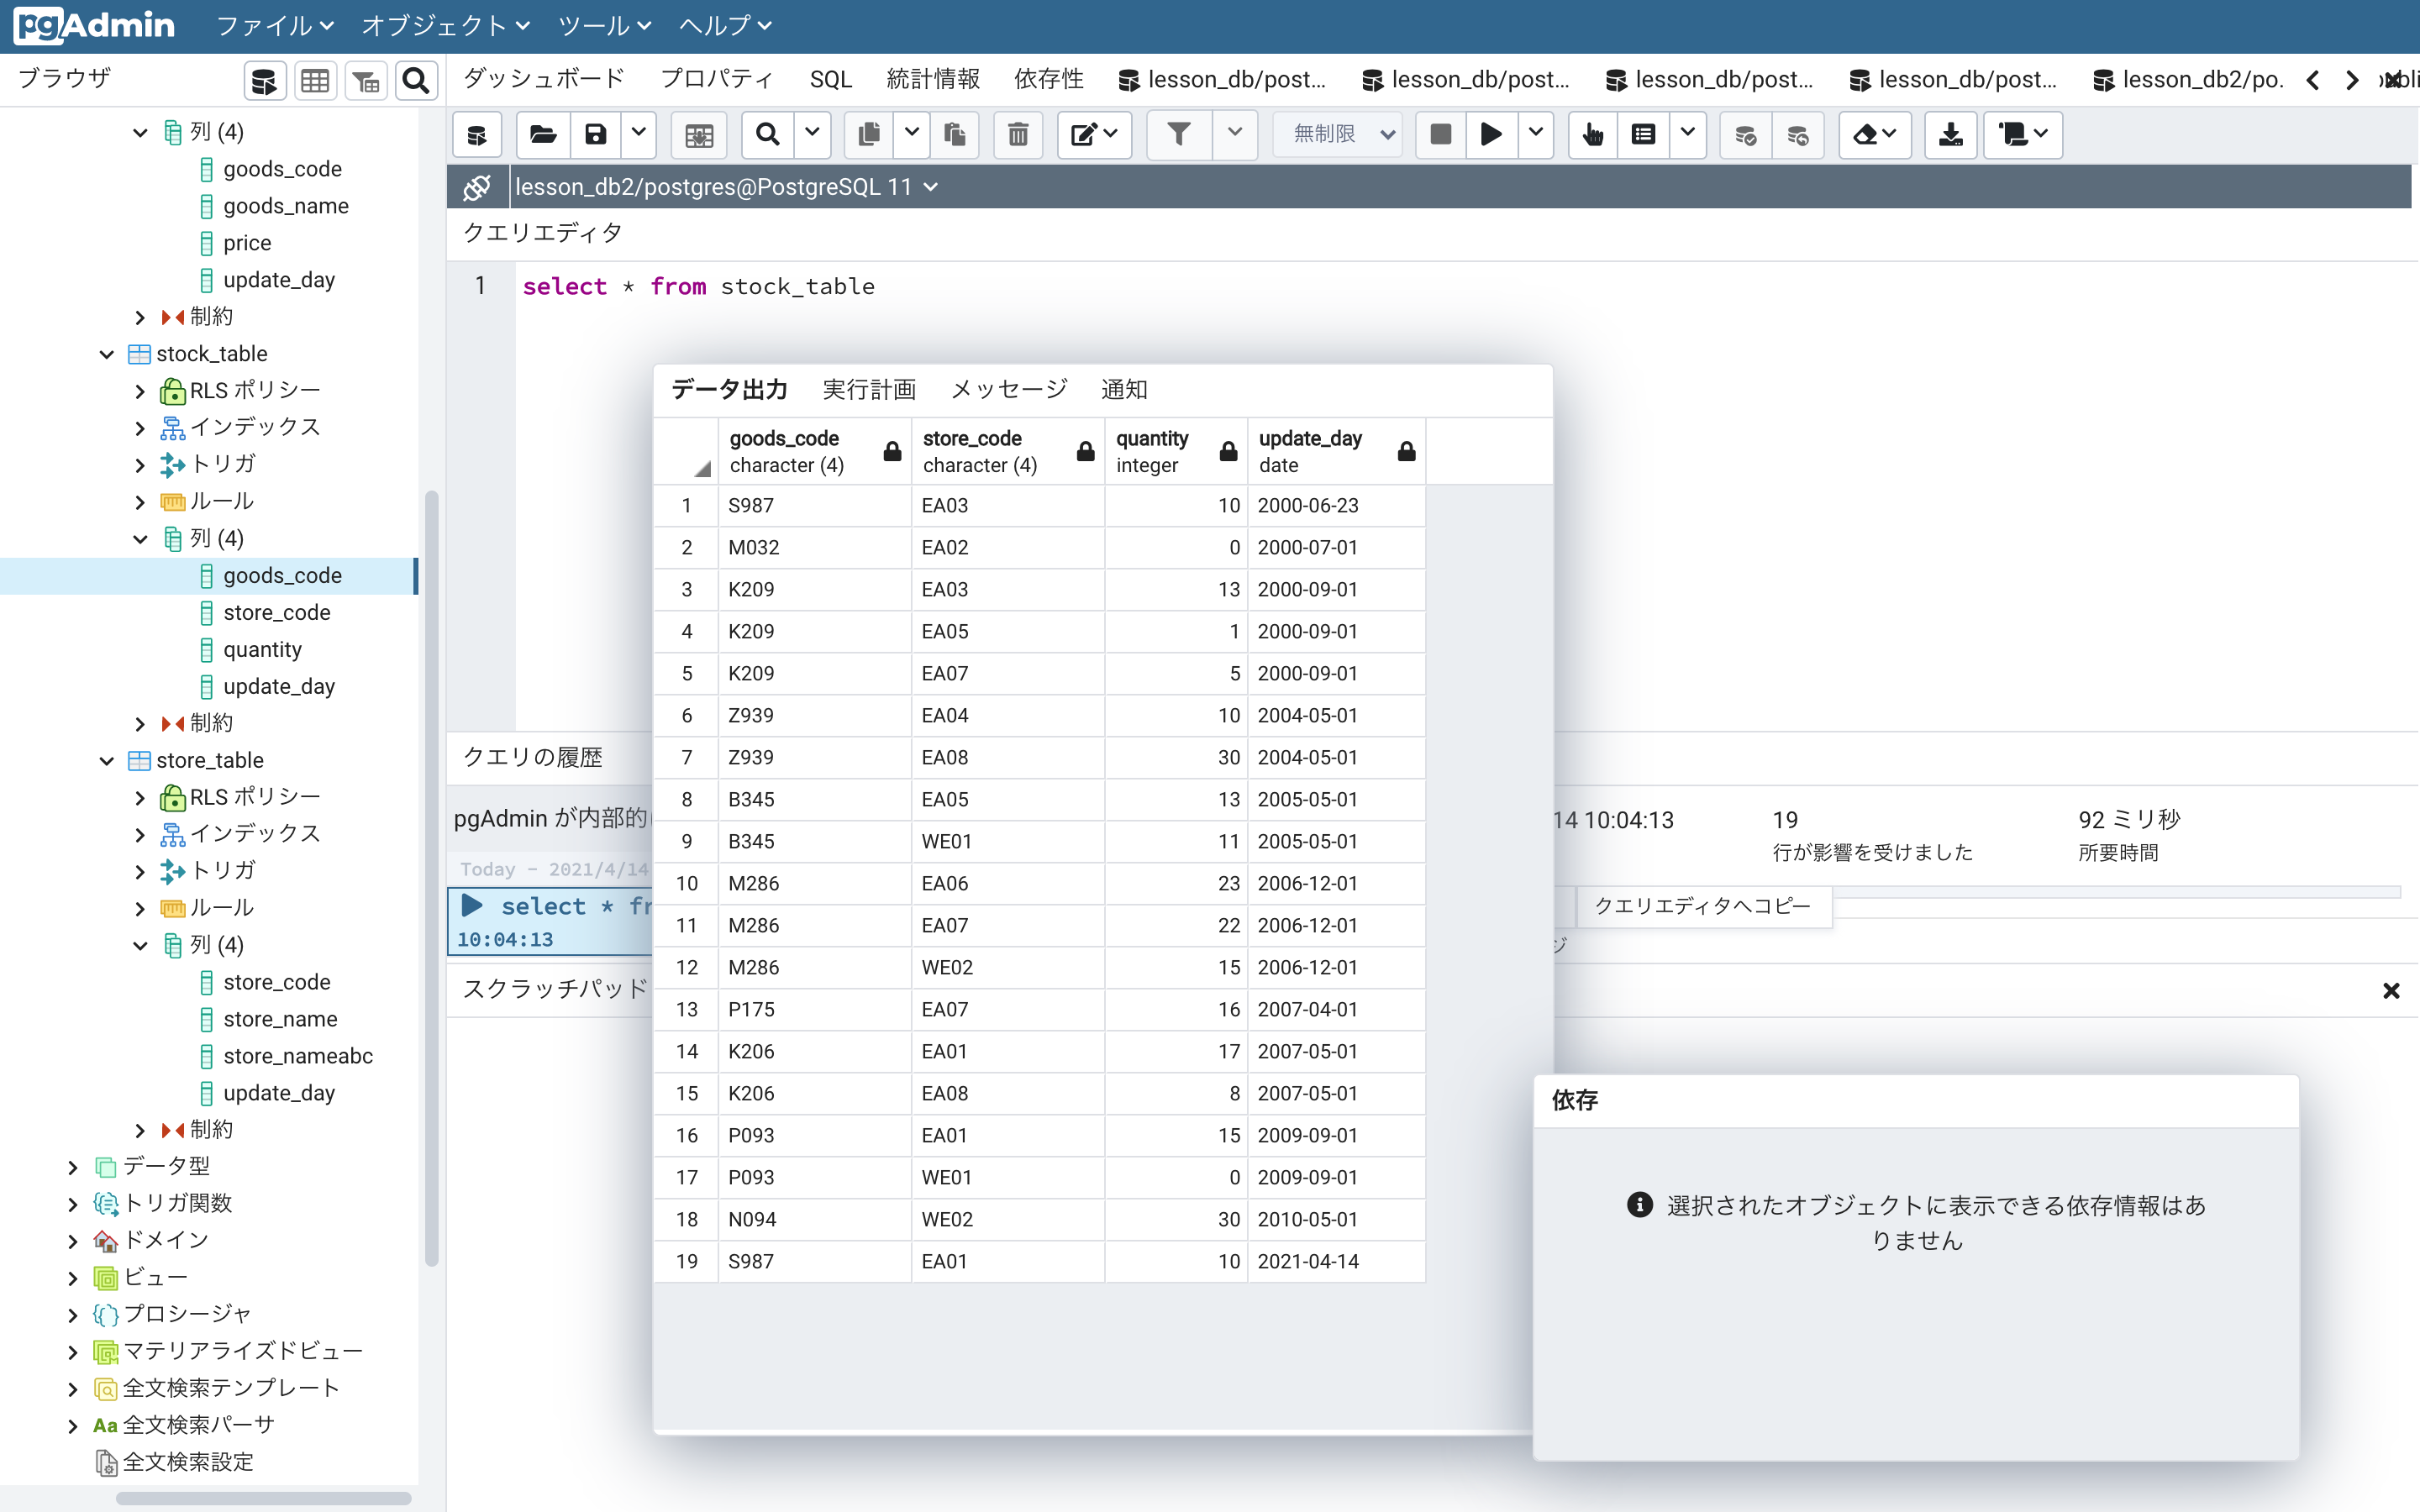 pgAdmin ファイル オブジェクト ツール ヘルプ
ブラウザ
ダッシュボード プロパティ SQL 統計情報 依存性 lesson_db/post... lesson_db/post... lesson_db/post... lesson_db/post... lesson_db2/po.
無制限
lesson_db2/postgres@PostgreSQL 11
クエリエディタ
1 select * from stock_table
列 (4)
goods_code
goods_name
price
update_day
制約
stock_table
RLS ポリシー
インデックス
トリガ
ルール
列 (4)
goods_code
store_code
quantity
update_day
制約
store_table
RLS ポリシー
インデックス
トリガ
ルール
列 (4)
store_code
store_name
store_nameabc
update_day
制約
データ型
トリガ関数
ドメイン
ビュー
プロシージャ
マテリアライズドビュー
全文検索テンプレート
Aa 全文検索パーサ
全文検索設定
データ出力 実行計画 メッセージ 通知
goods_code store_code quantity update_day
character (4) character (4) integer date
1 S987 EA03 10 2000-06-23
2 M032 EA02 0 2000-07-01
3 K209 EA03 13 2000-09-01
4 K209 EA05 1 2000-09-01
5 K209 EA07 5 2000-09-01
6 Z939 EA04 10 2004-05-01
7 Z939 EA08 30 2004-05-01
8 B345 EA05 13 2005-05-01
9 B345 WE01 11 2005-05-01
10 M286 EA06 23 2006-12-01
11 M286 EA07 22 2006-12-01
12 M286 WE02 15 2006-12-01
13 P175 EA07 16 2007-04-01
14 K206 EA01 17 2007-05-01
15 K206 EA08 8 2007-05-01
16 P093 EA01 15 2009-09-01
17 P093 WE01 0 2009-09-01
18 N094 WE02 30 2010-05-01
19 S987 EA01 10 2021-04-14
クエリの履歴
pgAdmin が内部的
Today - 2021/4/14
select * fr
10:04:13
スクラッチパッド
14 10:04:13 19 92 ミリ秒
行が影響を受けました 所要時間
クエリエディタへコピー
ジ
依存
選択されたオブジェクトに表示できる依存情報はあ
りません